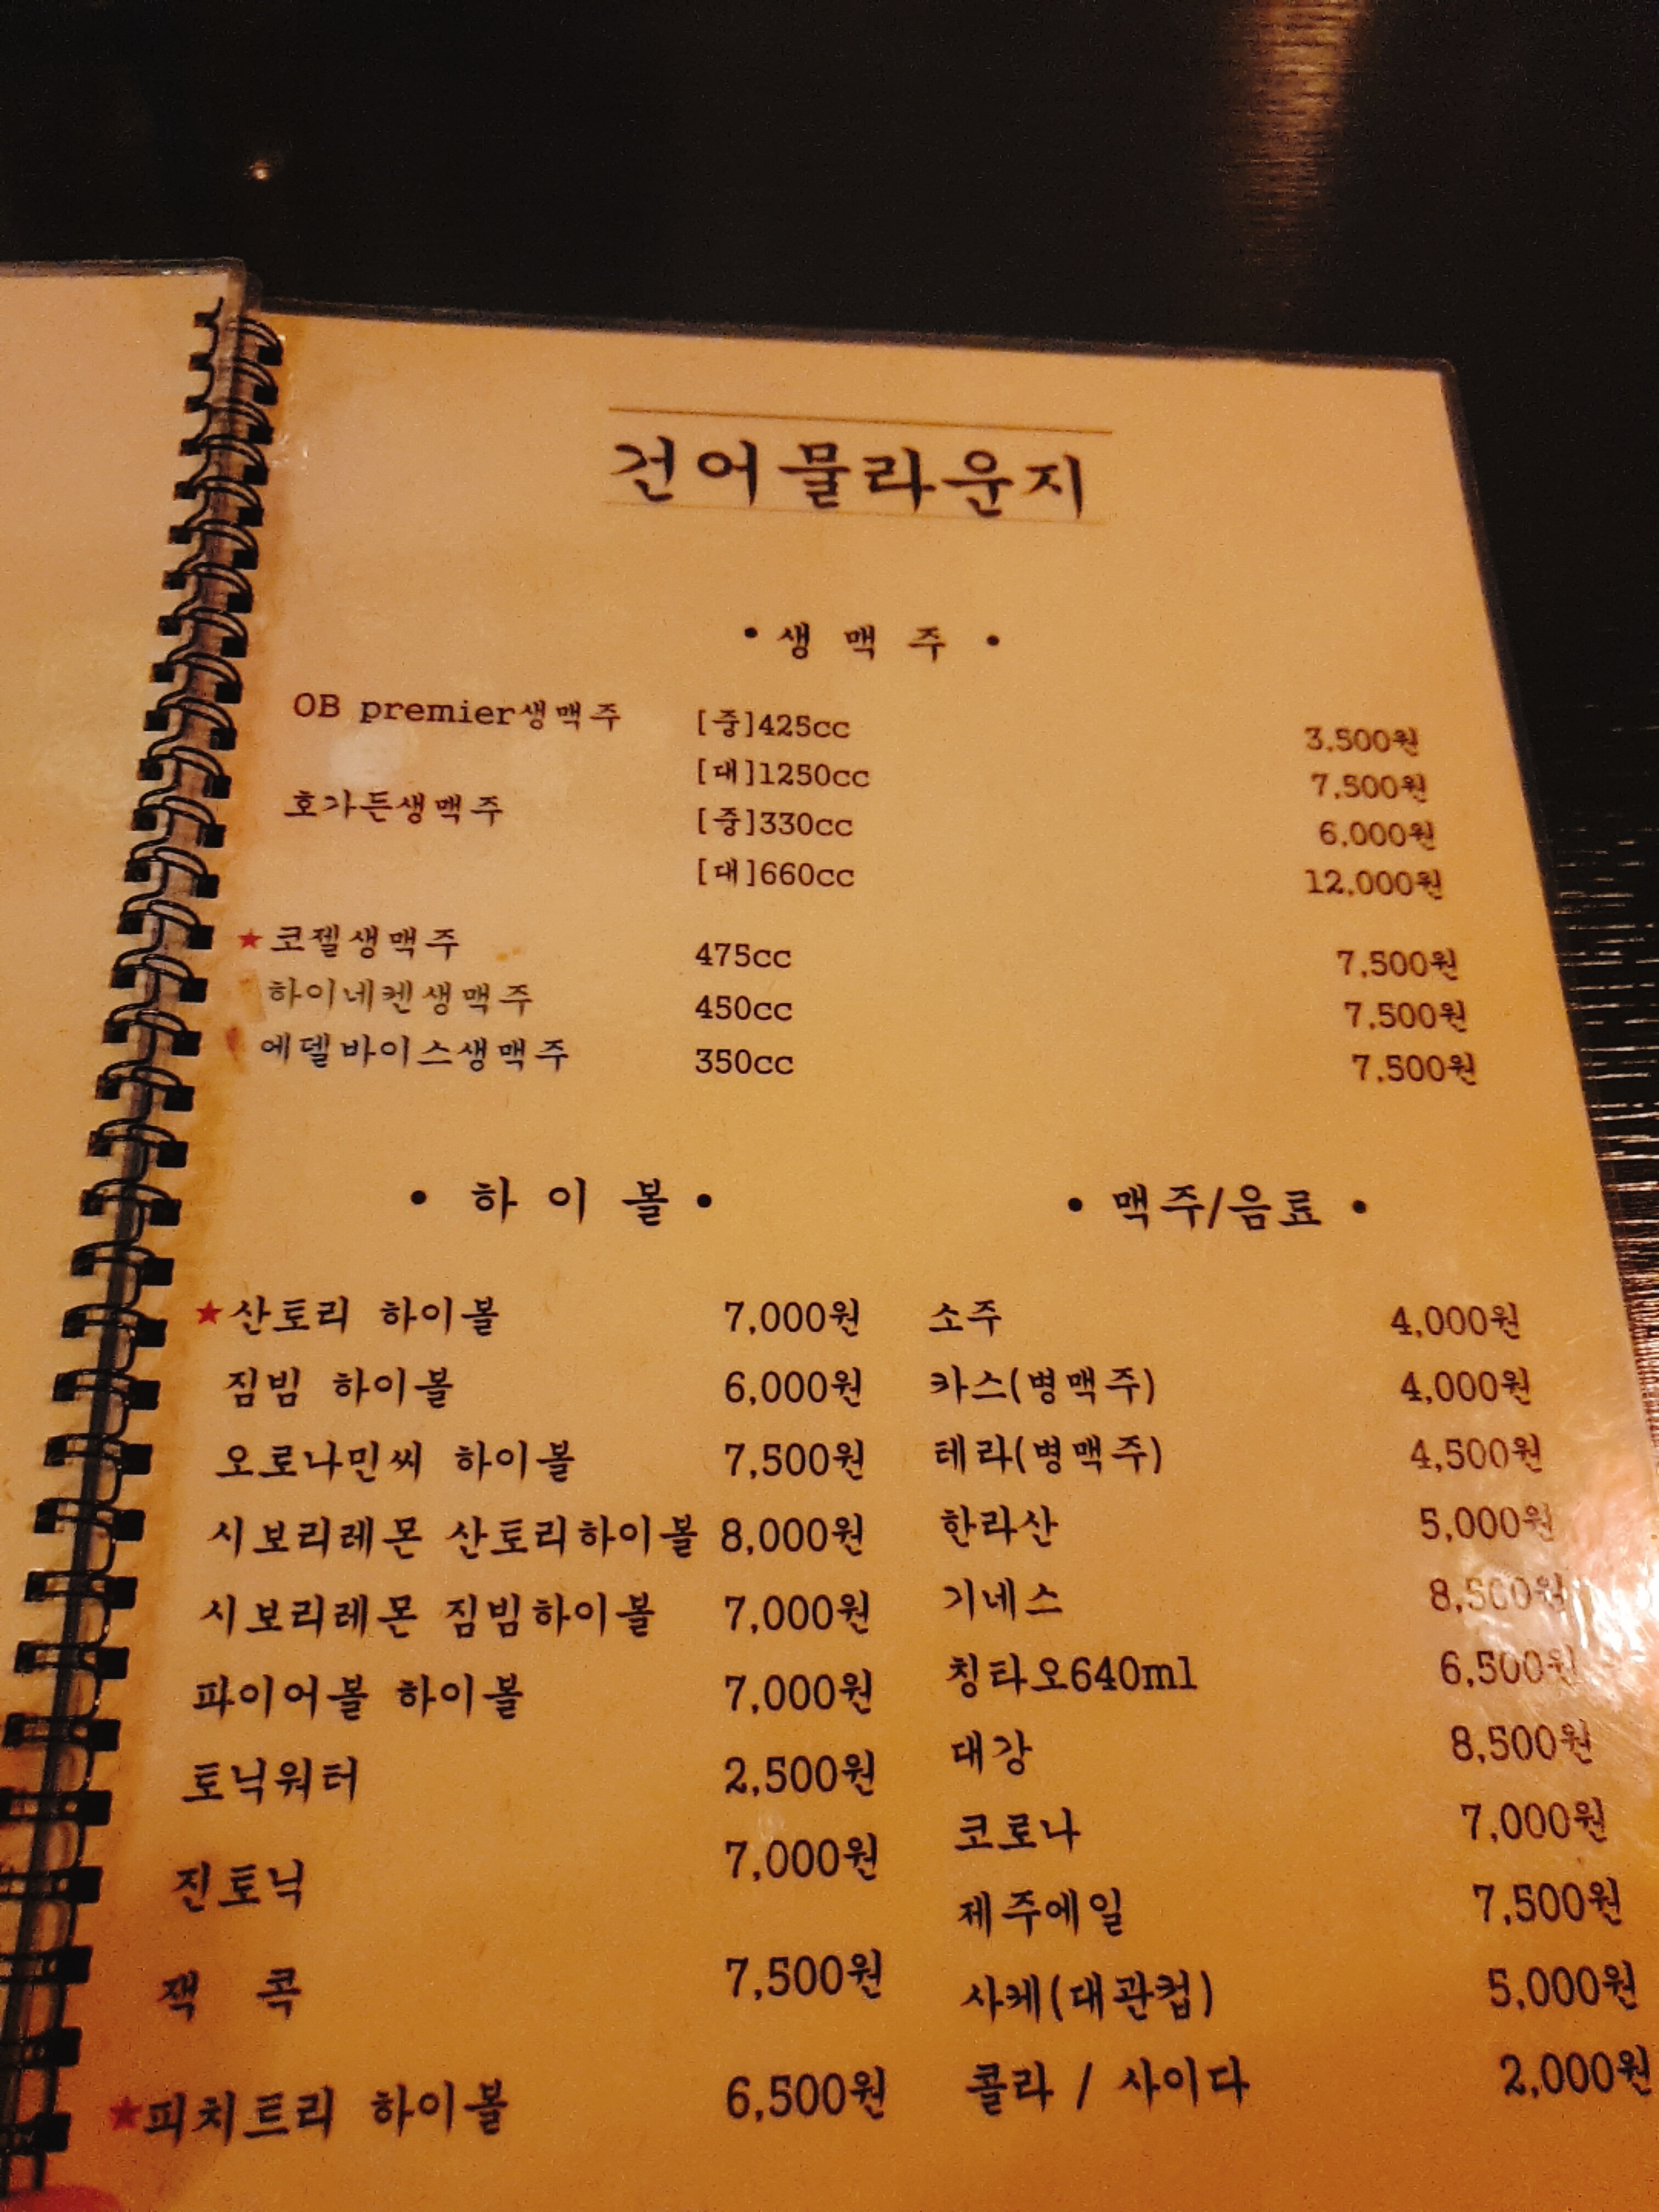 건어물라운지
• 생 맥 주 •
OB premier생맥주 [중]425cc 3,500원
[대]1250cc 7,500원
호가든생맥주 [중]330cc 6,000원
[대]660cc 12,000원
★코젤생맥주 475cc 7,500원
하이네켄생맥주 450cc 7,500원
에델바이스생맥주 350cc 7,500원
• 하 이 볼 •
★산토리 하이볼 7,000원
짐빔 하이볼 6,000원
오로나민씨 하이볼 7,500원
시보리레몬 산토리하이볼 8,000원
시보리레몬 짐빔하이볼 7,000원
파이어볼 하이볼 7,000원
토닉워터 2,500원
진토닉 7,000원
잭 콕 7,500원
★피치트리 하이볼 6,500원
• 맥주/음료 •
소주 4,000원
카스(병맥주) 4,000원
테라(병맥주) 4,500원
한라산 5,000원
기네스 8,500원
칭타오640ml 6,500원
대강 8,500원
코로나 7,000원
제주에일 7,500원
사케(대관컵) 5,000원
콜라 / 사이다 2,000원